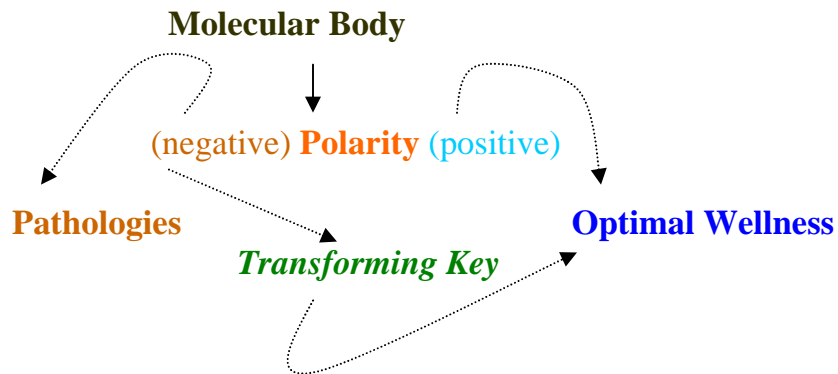 Molecular Body
(negative) Polarity (positive)
Pathologies
Optimal Wellness
Transforming Key